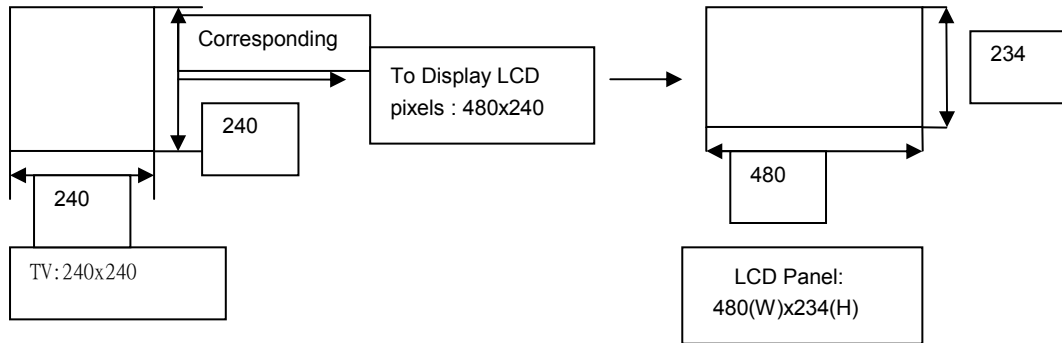 Corresponding
To Display LCD
pixels : 480x240
234
240
480
240
TV:240x240
LCD Panel:
480(W)x234(H)